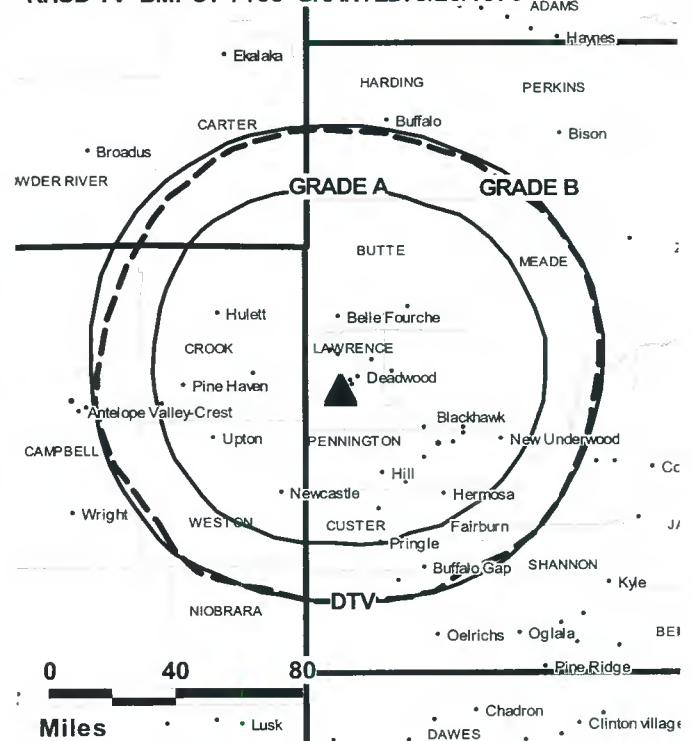 ADAMS
Haynes
Ekalaka
HARDING
PERKINS
CARTER
Buffalo
Bison
Broadus
WDER RIVER
GRADE A
GRADE B
BUTTE
MEADE
Hulett
Belle Fourche
CROOK
LAWRENCE
Deadwood
Pine Haven
Antelope Valley-Crest
Blackhawk
Upton
PENNINGTON
New Underwood
CAMPBELL
Hill
Newcastle
Hermosa
Wright
WESTON
CUSTER
Fairburn
Pringle
Buffalo Gap
SHANNON
Kyle
DTV
NIOBRARA
Oelrichs
Oglala
Pine Ridge
0 40 80
Miles
Lusk
Chadron
Clinton village
DAWES